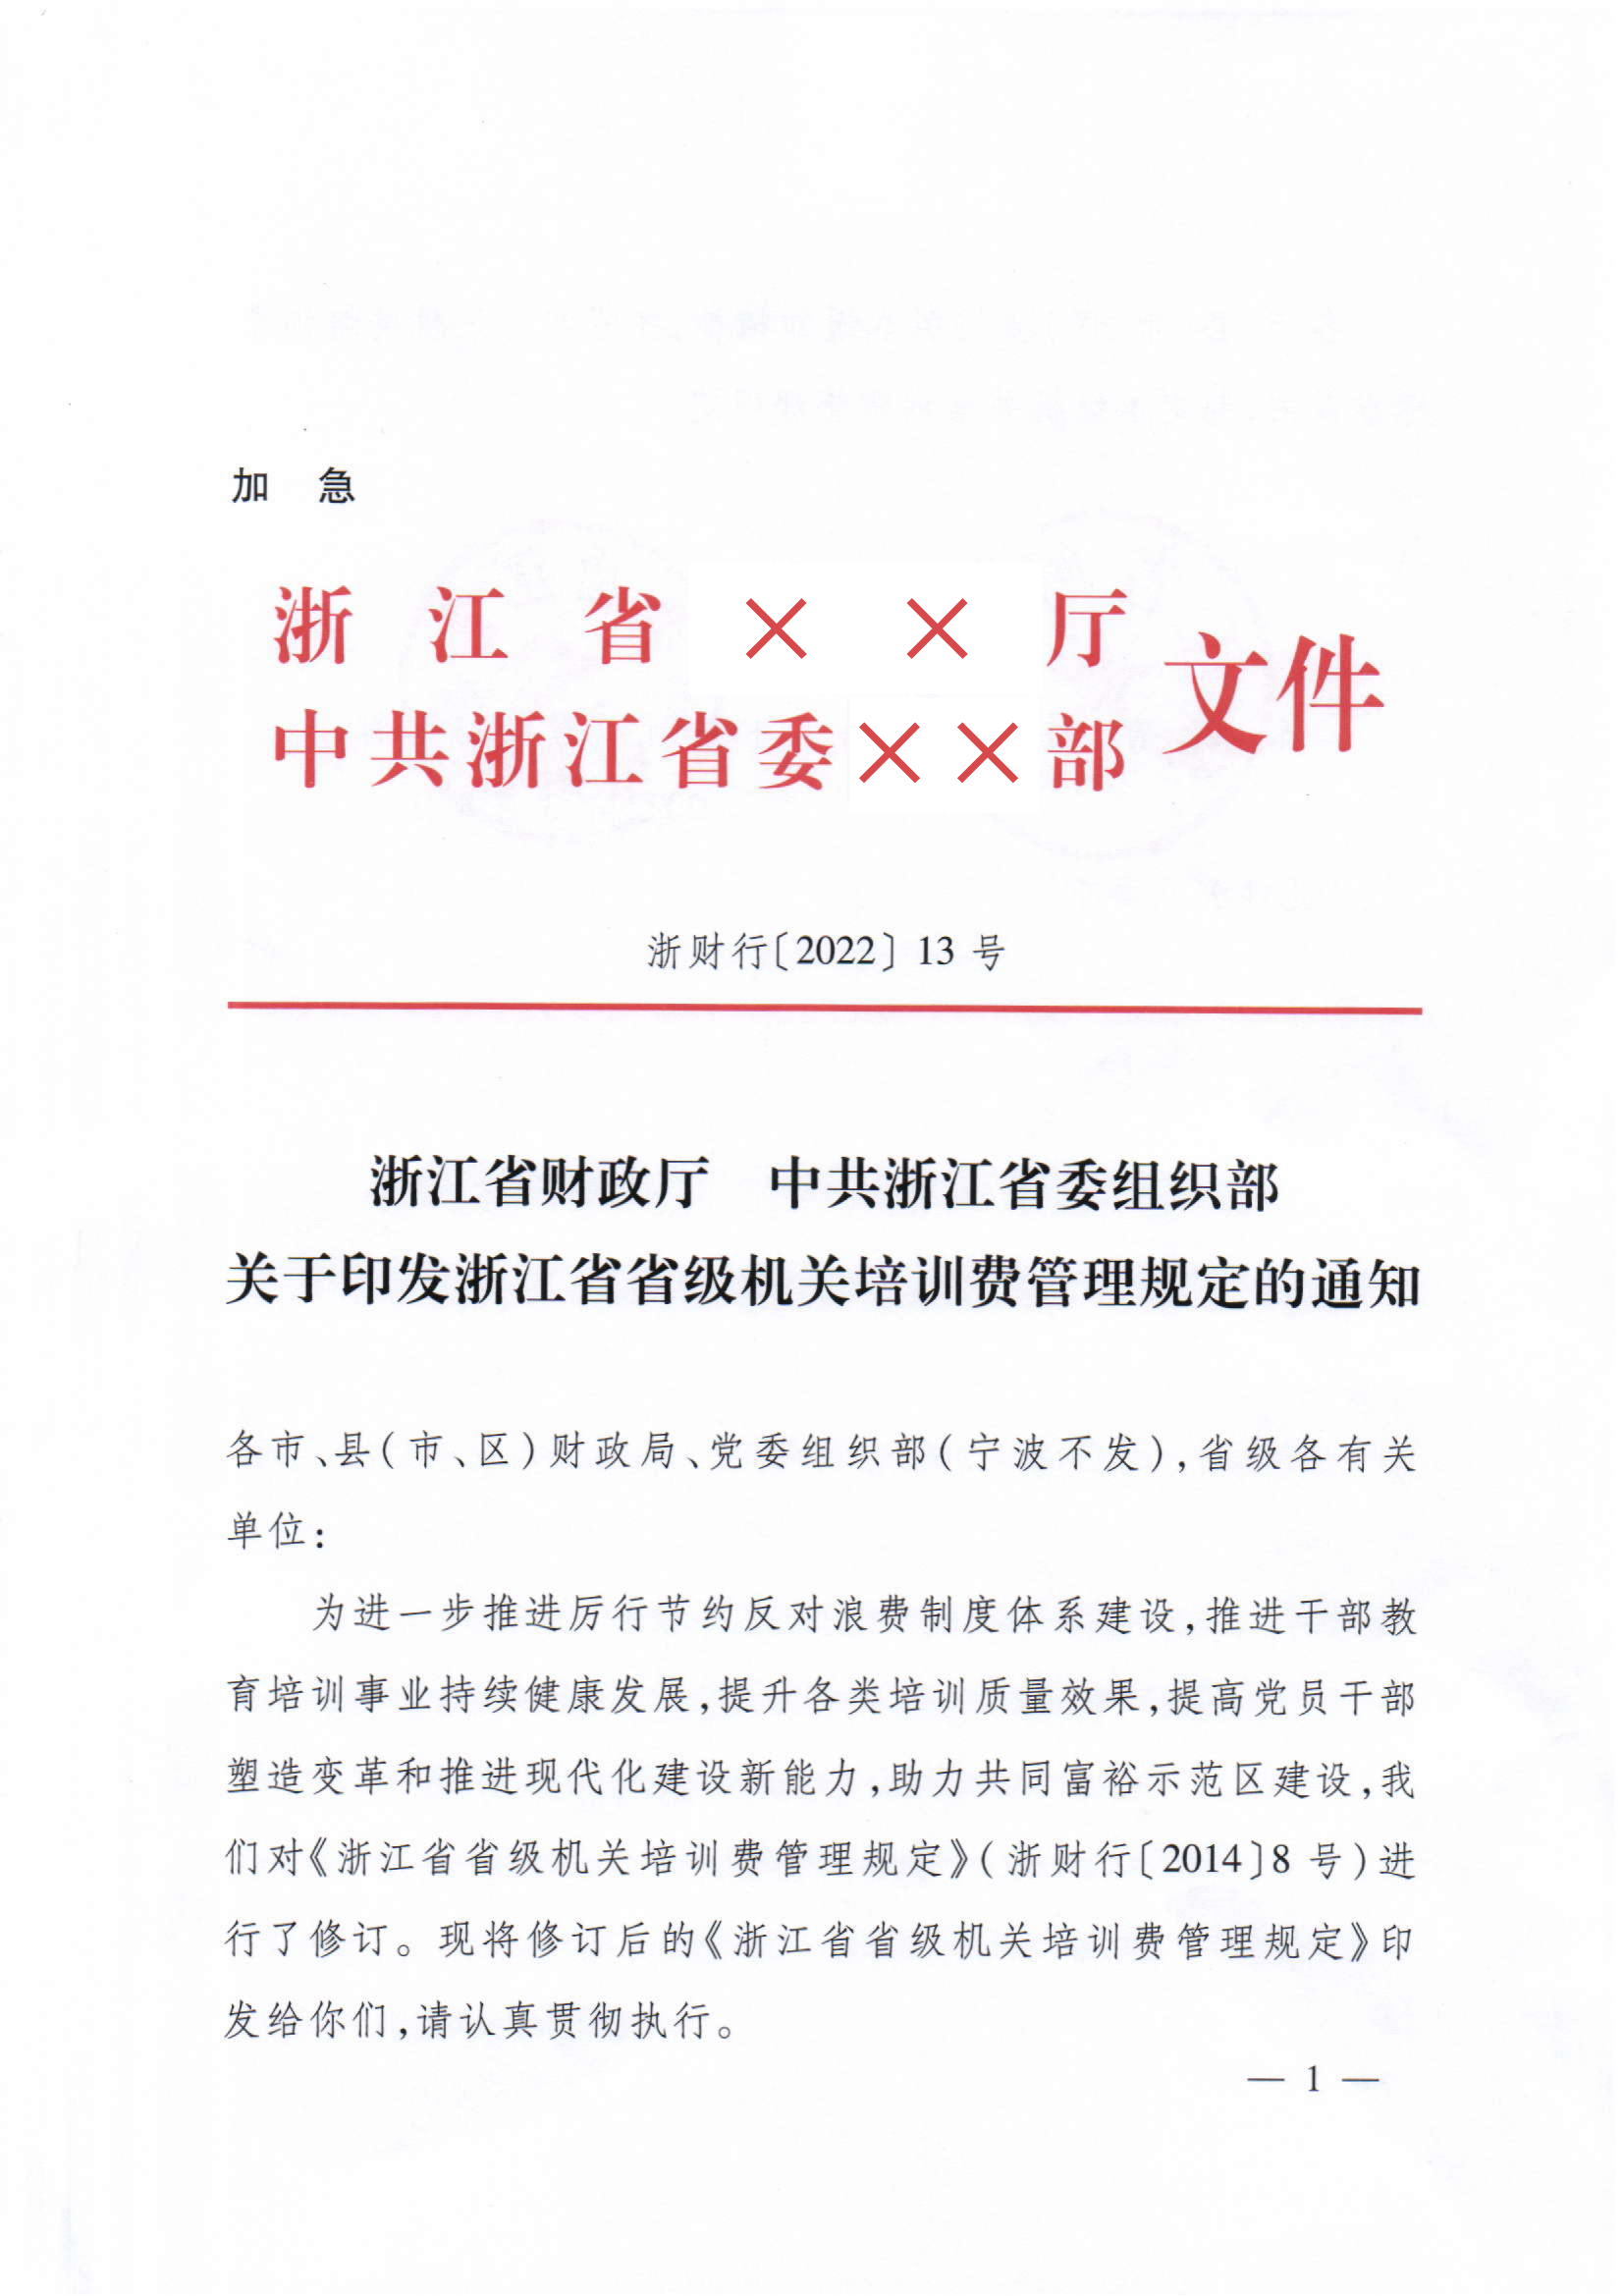 加 急
浙江省××厅
中共浙江省委××部
文件
浙财行〔2022〕13 号
浙江省财政厅 中共浙江省委组织部
关于印发浙江省省级机关培训费管理规定的通知
各市、县(市、区)财政局、党委组织部(宁波不发),省级各有关
单位:
为进一步推进厉行节约反对浪费制度体系建设,推进干部教
育培训事业持续健康发展,提升各类培训质量效果,提高党员干部
塑造变革和推进现代化建设新能力,助力共同富裕示范区建设,我
们对《浙江省省级机关培训费管理规定》(浙财行〔2014〕8 号)进
行了修订。现将修订后的《浙江省省级机关培训费管理规定》印
发给你们,请认真贯彻执行。
— 1 —